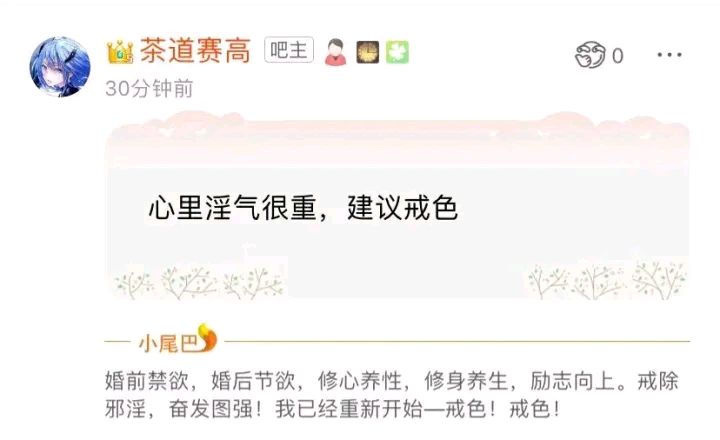 茶道赛高 吧主 0
30分钟前
心里淫气很重，建议戒色
小尾巴
婚前禁欲，婚后节欲，修心养性，修身养生，励志向上。戒除
邪淫，奋发图强！我已经重新开始—戒色！戒色！